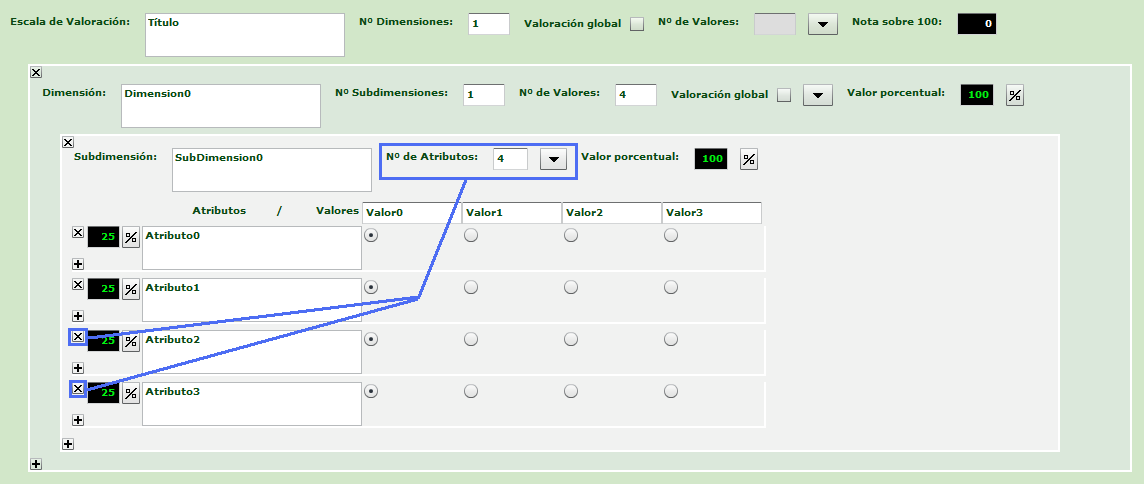 Escala de Valoración: Título Nº Dimensiones: 1 Valoración global Nº de Valores: Nota sobre 100: 0
Dimensión: Dimension0 Nº Subdimensiones: 1 Nº de Valores: 4 Valoración global Valor porcentual: 100 %
Subdimensión: SubDimension0 Nº de Atributos: 4 Valor porcentual: 100 %
Atributos / Valores Valor0 Valor1 Valor2 Valor3
25 % Atributo0
25 % Atributo1
25 % Atributo2
25 % Atributo3